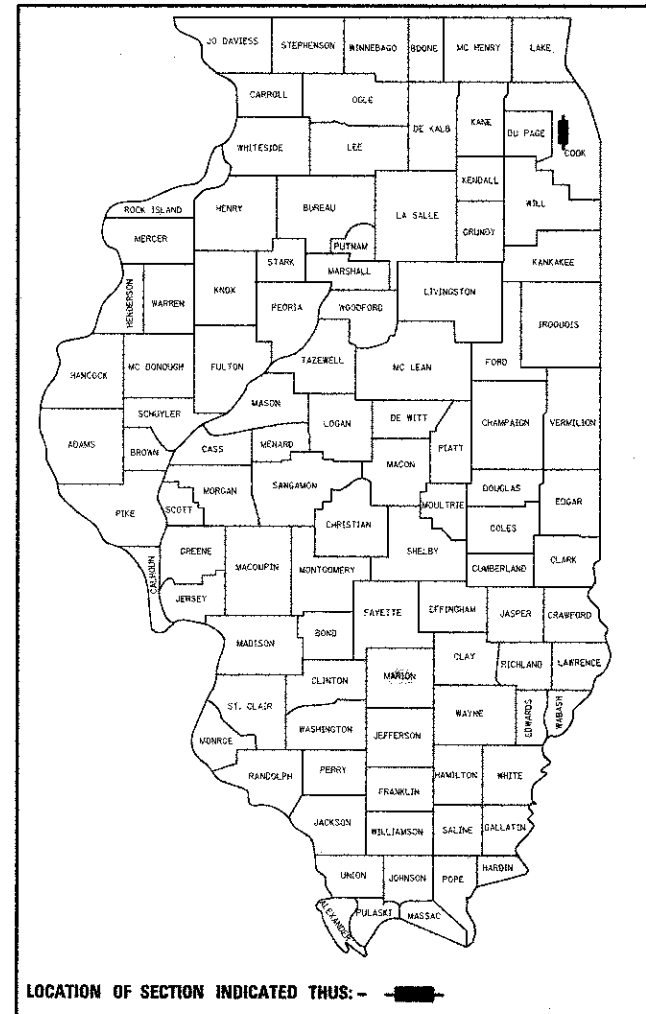 JO DAVIESS STEPHENSON WINNEBAGO BOONE MC HENRY LAKE
CARROLL OGLE
DE KALB KANE DU PAGE COOK
WHITESIDE LEE
KENDALL
ROCK ISLAND HENRY BUREAU LA SALLE GRUNDY WILL
MERCER PUTNAM
STARK MARSHALL KANKAKEE
HENDERSON WARREN KNOX PEORIA WOODFORD LIVINGSTON IROQUOIS
HANCOCK MC DONOUGH FULTON TAZEWELL MC LEAN FORD
SCHUYLER MASON LOGAN DE WITT CHAMPAIGN VERMILION
ADAMS BROWN CASS MENARD PIATT
MACON
PIKE SCOTT MORGAN SANGAMON CHRISTIAN MOULTRIE DOUGLAS EDGAR
COLES
CALHOUN GREENE MACOUPIN MONTGOMERY SHELBY CUMBERLAND CLARK
JERSEY FAYETTE EFFINGHAM JASPER CRAWFORD
MADISON BOND CLAY RICHLAND LAWRENCE
CLINTON MARION
ST. CLAIR WAYNE EDWARDS WABASH
MONROE WASHINGTON JEFFERSON
RANDOLPH PERRY HAMILTON WHITE
FRANKLIN
JACKSON WILLIAMSON SALINE GALLATIN
UNION JOHNSON POPE HARDIN
ALEXANDER PULASKI MASSAC
LOCATION OF SECTION INDICATED THUS: -